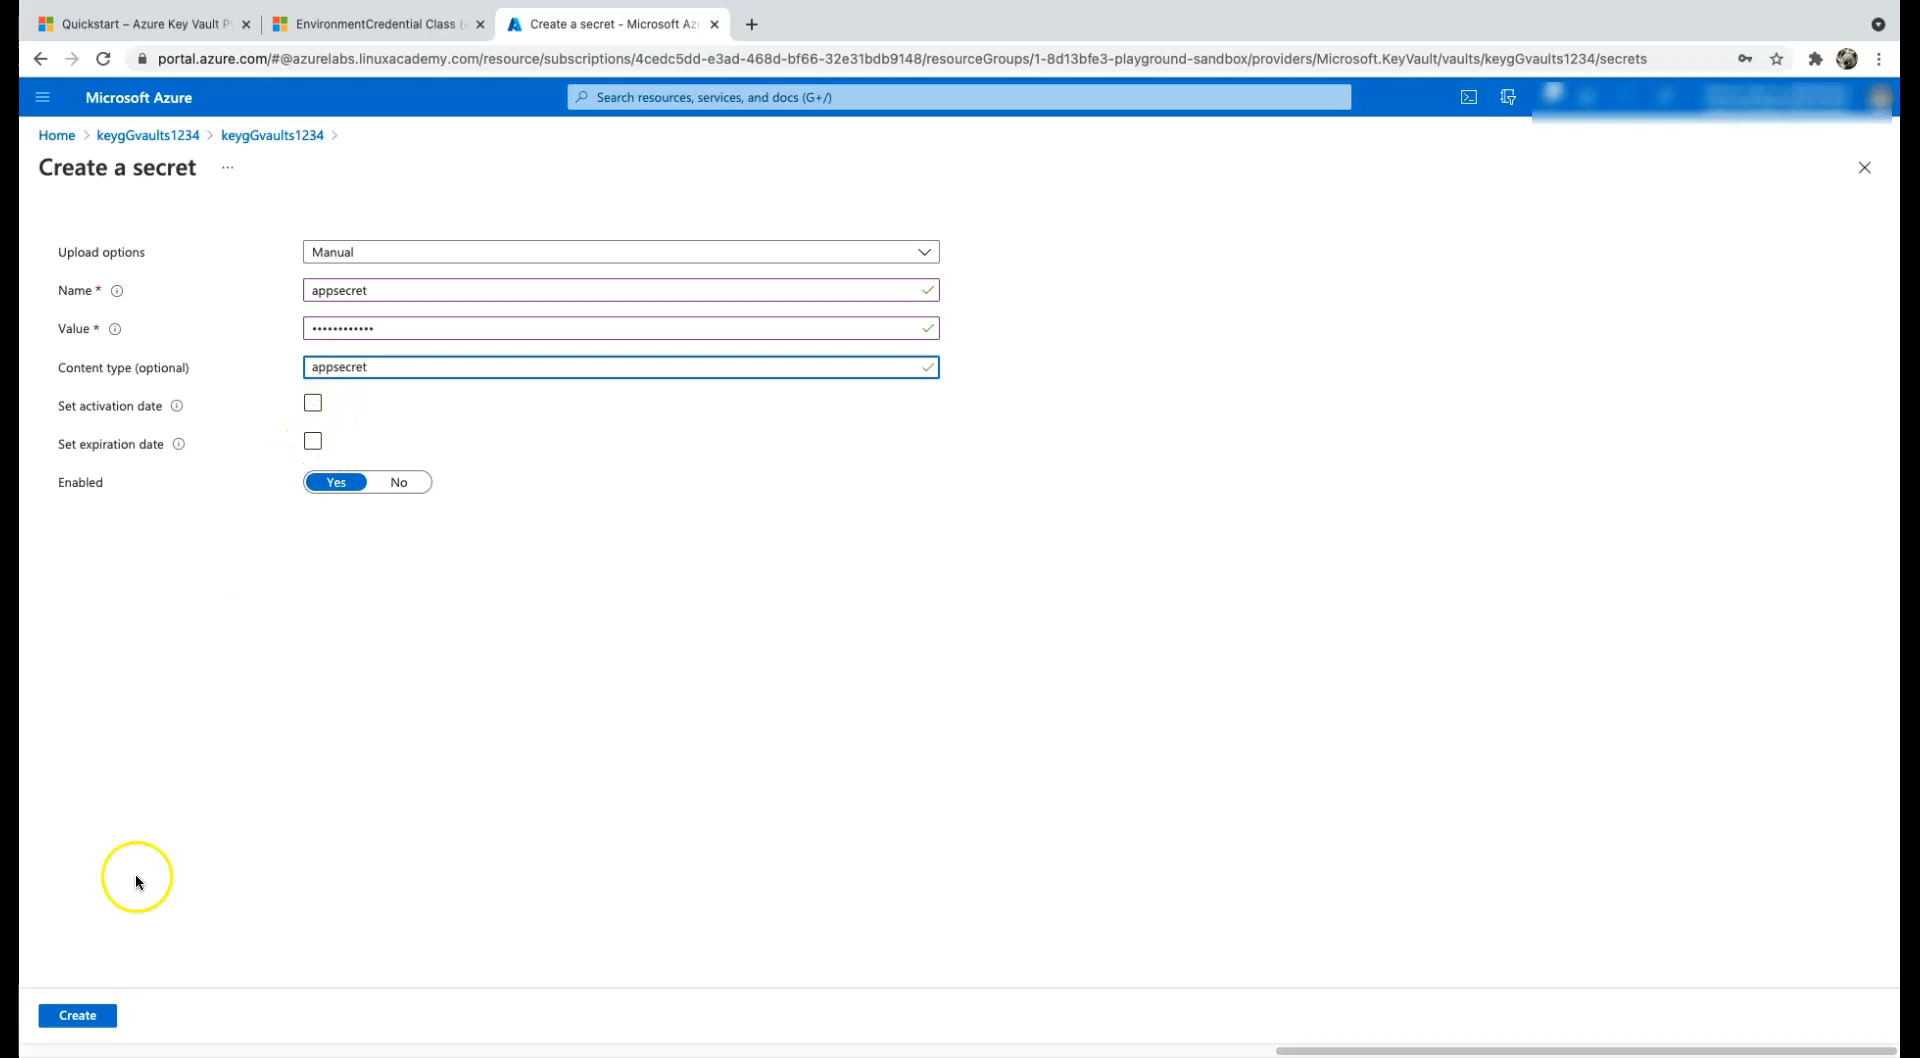 Quickstart – Azure Key Vault P
EnvironmentCredential Class (
Create a secret - Microsoft Az
portal.azure.com/#@azurelabs.linuxacademy.com/resource/subscriptions/4cedc5dd-e3ad-468d-bf66-32e31bdb9148/resourceGroups/1-8d13bfe3-playground-sandbox/providers/Microsoft.KeyVault/vaults/keygGvaults1234/secrets
Microsoft Azure
Search resources, services, and docs (G+/)
Home > keygGvaults1234 > keygGvaults1234 >
Create a secret ...
Upload options
Manual
Name *
appsecret
Value *
••••••••••••
Content type (optional)
appsecret
Set activation date
Set expiration date
Enabled
Yes No
Create